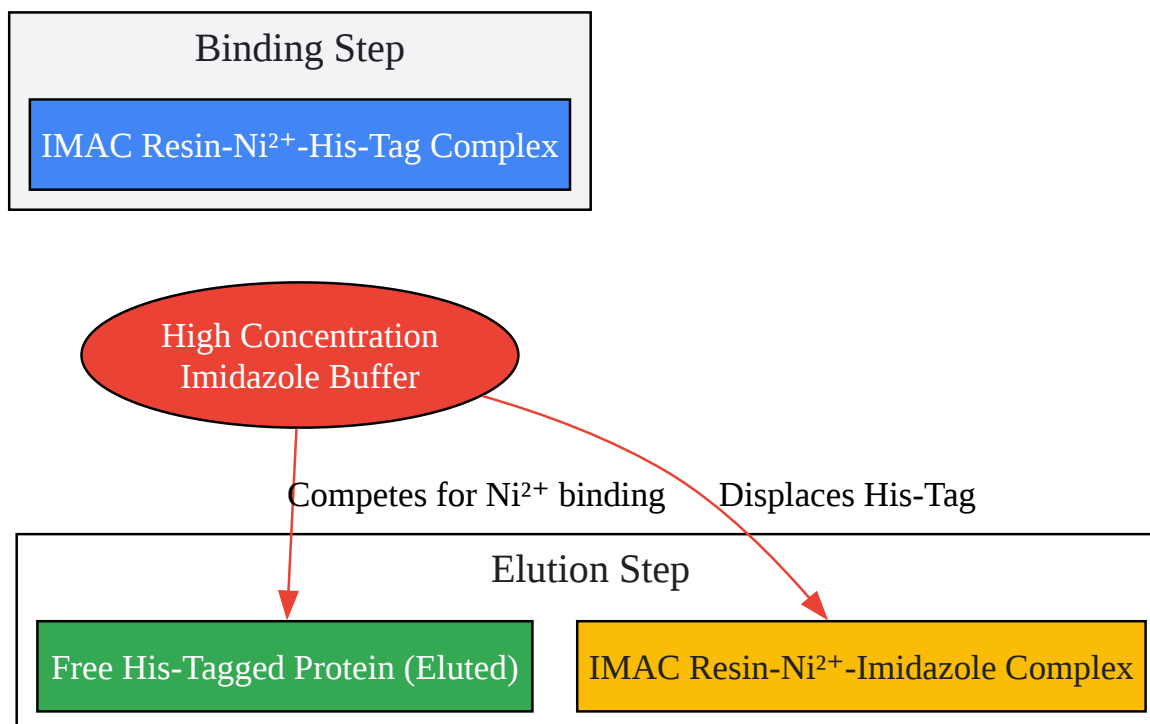 Binding Step
IMAC Resin-Ni²⁺-His-Tag Complex
High Concentration
Imidazole Buffer
Competes for Ni²⁺ binding
Displaces His-Tag
Elution Step
Free His-Tagged Protein (Eluted)
IMAC Resin-Ni²⁺-Imidazole Complex